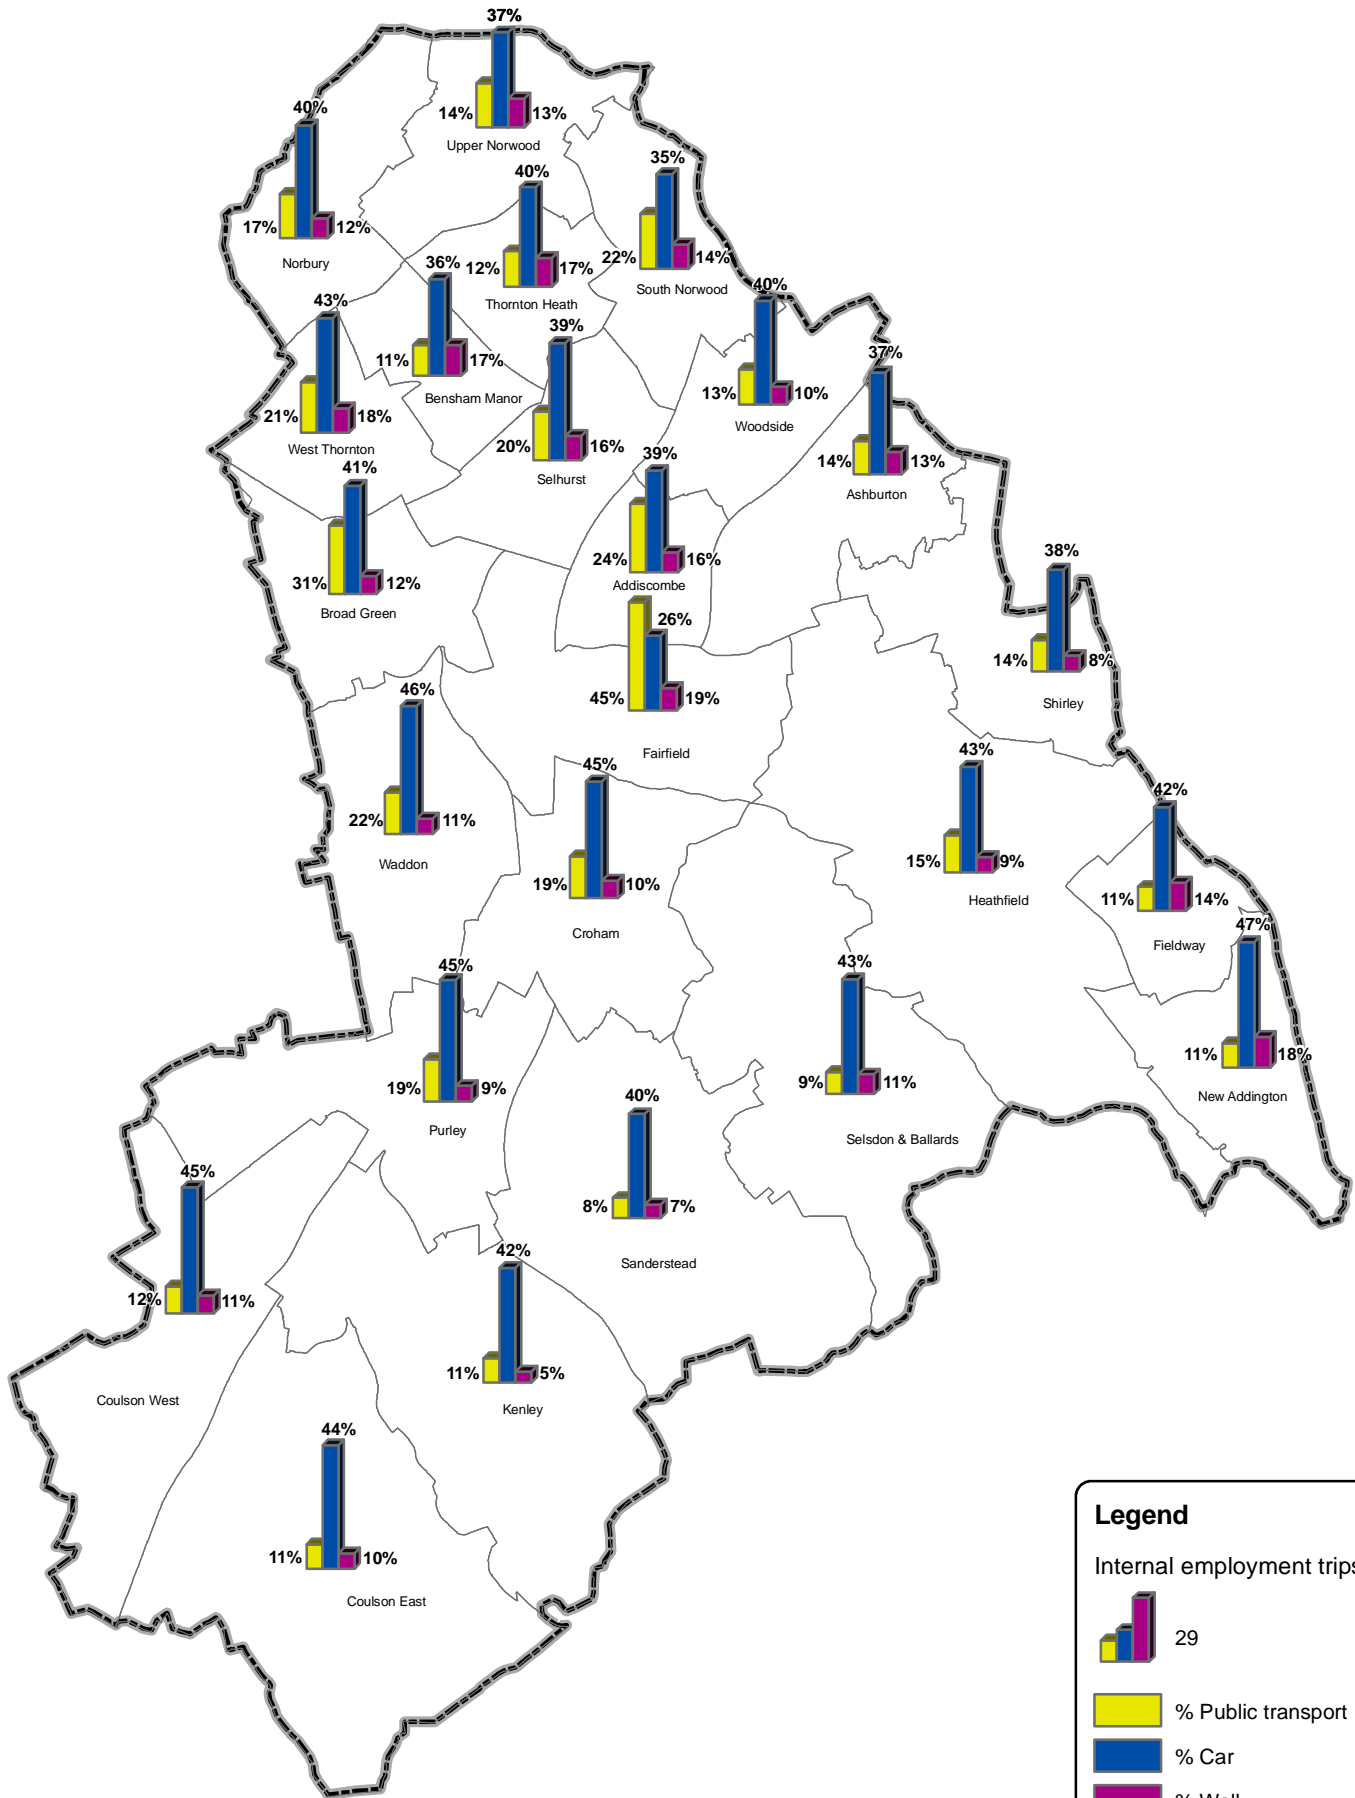 37%
14%
13%
Upper Norwood
40%
17%
12%
Norbury
40%
12%
17%
Thornton Heath
35%
22%
14%
South Norwood
36%
11%
17%
Bensham Manor
43%
21%
18%
West Thornton
39%
20%
16%
Selhurst
40%
13%
10%
Woodside
37%
14%
13%
Ashburton
41%
31%
12%
Broad Green
39%
24%
16%
Addiscombe
26%
45%
19%
Fairfield
38%
14%
8%
Shirley
46%
22%
11%
Waddon
45%
19%
10%
Croham
43%
15%
9%
Heathfield
42%
11%
14%
Fieldway
47%
11%
18%
New Addington
45%
19%
9%
Purley
43%
9%
11%
Selsdon & Ballards
40%
8%
7%
Sanderstead
45%
12%
11%
Coulson West
42%
11%
5%
Kenley
44%
11%
10%
Coulson East
Legend
Internal employment trips
29
% Public transport
% Car